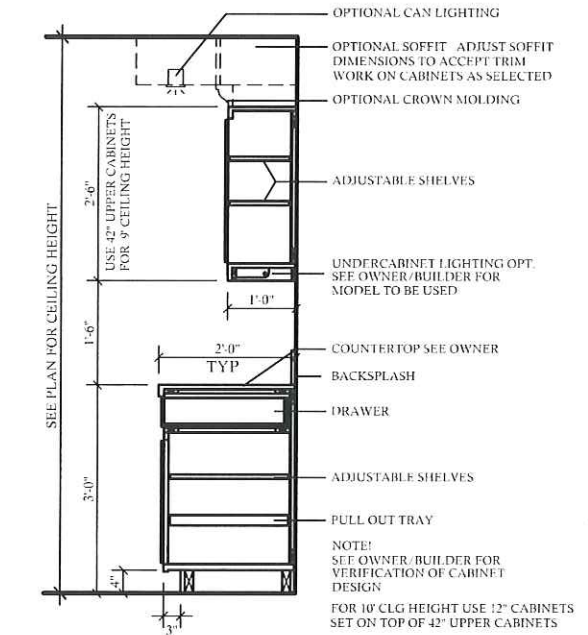 OPTIONAL CAN LIGHTING
OPTIONAL SOFFIT ADJUST SOFFIT
DIMENSIONS TO ACCEPT TRIM
WORK ON CABINETS AS SELECTED
OPTIONAL CROWN MOLDING
SEE PLAN FOR CEILING HEIGHT
2'-6"
USE 42" UPPER CABINETS
FOR 9' CEILING HEIGHT
ADJUSTABLE SHELVES
UNDERCABINET LIGHTING OPT.
SEE OWNER/BUILDER FOR
MODEL TO BE USED
1'-0"
1'-6"
2'-0"
TYP
COUNTERTOP SEE OWNER
BACKSPLASH
DRAWER
3'-0"
ADJUSTABLE SHELVES
PULL OUT TRAY
NOTE!
SEE OWNER/BUILDER FOR
VERIFICATION OF CABINET
DESIGN
4"
3"
FOR 10' CLG HEIGHT USE 12" CABINETS
SET ON TOP OF 42" UPPER CABINETS